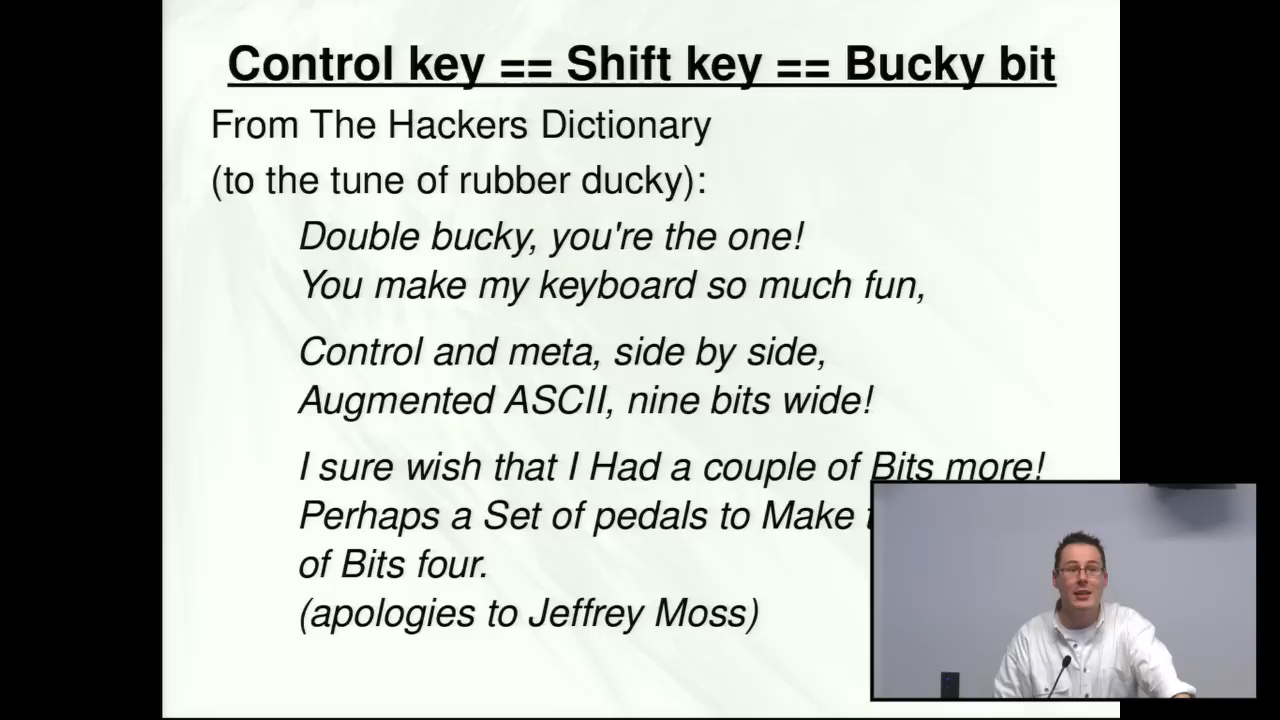 Control key == Shift key == Bucky bit
From The Hackers Dictionary
(to the tune of rubber ducky):
Double bucky, you're the one!
You make my keyboard so much fun,
Control and meta, side by side,
Augmented ASCII, nine bits wide!
I sure wish that I Had a couple of Bits more!
Perhaps a Set of pedals to Make
of Bits four.
(apologies to Jeffrey Moss)